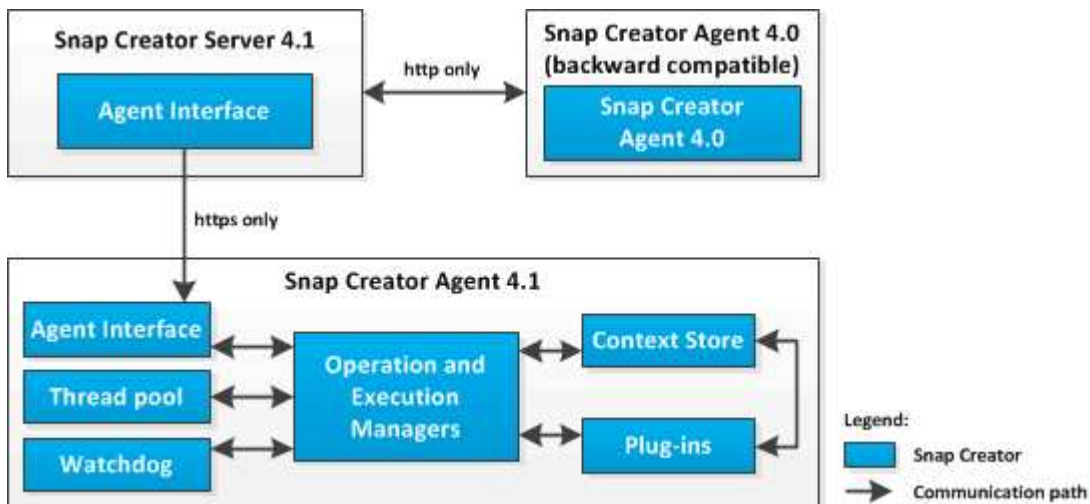 Snap Creator Server 4.1
Agent Interface
http only
Snap Creator Agent 4.0
(backward compatible)
Snap Creator
Agent 4.0
https only
Snap Creator Agent 4.1
Agent Interface
Thread pool
Watchdog
Operation and
Execution
Managers
Context Store
Plug-ins
Legend:
Snap Creator
Communication path